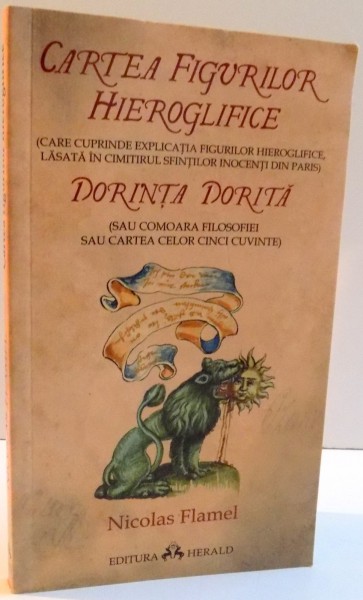 CARTEA FIGURILOR
HIEROGLIFICE
(CARE CUPRINDE EXPLICAȚIA FIGURILOR HIEROGLIFICE,
LĂSATĂ ÎN CIMITIRUL SFINȚILOR INOCENȚI DIN PARIS)
DORINȚA DORITĂ
(SAU COMOARA FILOSOFIEI
SAU CARTEA CELOR CINCI CUVINTE)
Nicolas Flamel
EDITURA HERALD